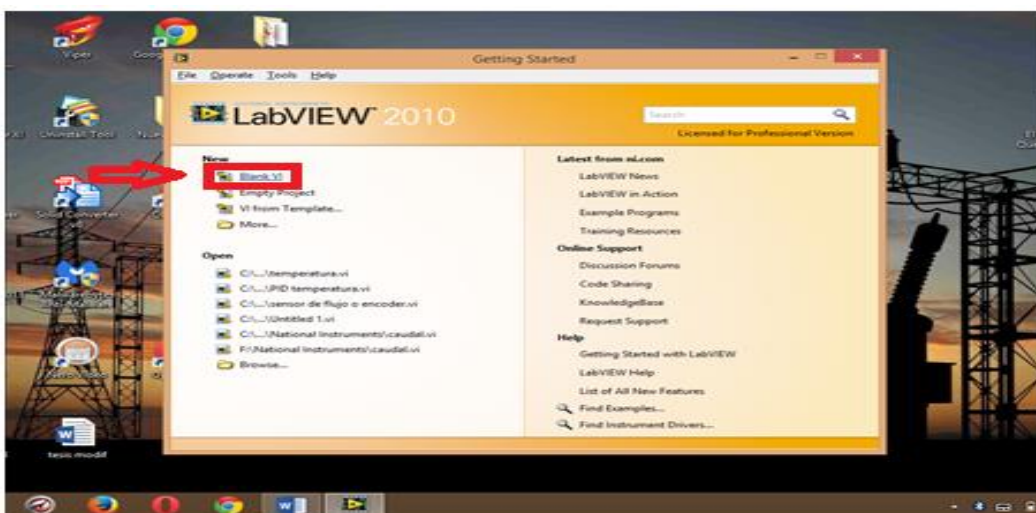 Viper
Getting Started
File Operate Tools Help
LabVIEW 2010
Search
Licensed for Professional Version
Uninstall Tool
Solid Converter
New
Blank VI
Empty Project
VI from Template...
More...
Open
C:\...\temperatura.vi
C:\...\PID temperatura.vi
C:\...\sensor de flujo o encoder.vi
C:\...\Untitled 1.vi
C:\...\National Instruments\caudal.vi
F:\National Instruments\caudal.vi
Browse...
Latest from ni.com
LabVIEW News
LabVIEW in Action
Example Programs
Training Resources
Online Support
Discussion Forums
Code Sharing
KnowledgeBase
Request Support
Help
Getting Started with LabVIEW
LabVIEW Help
List of All New Features
Find Examples...
Find Instrument Drivers...
tesis modif